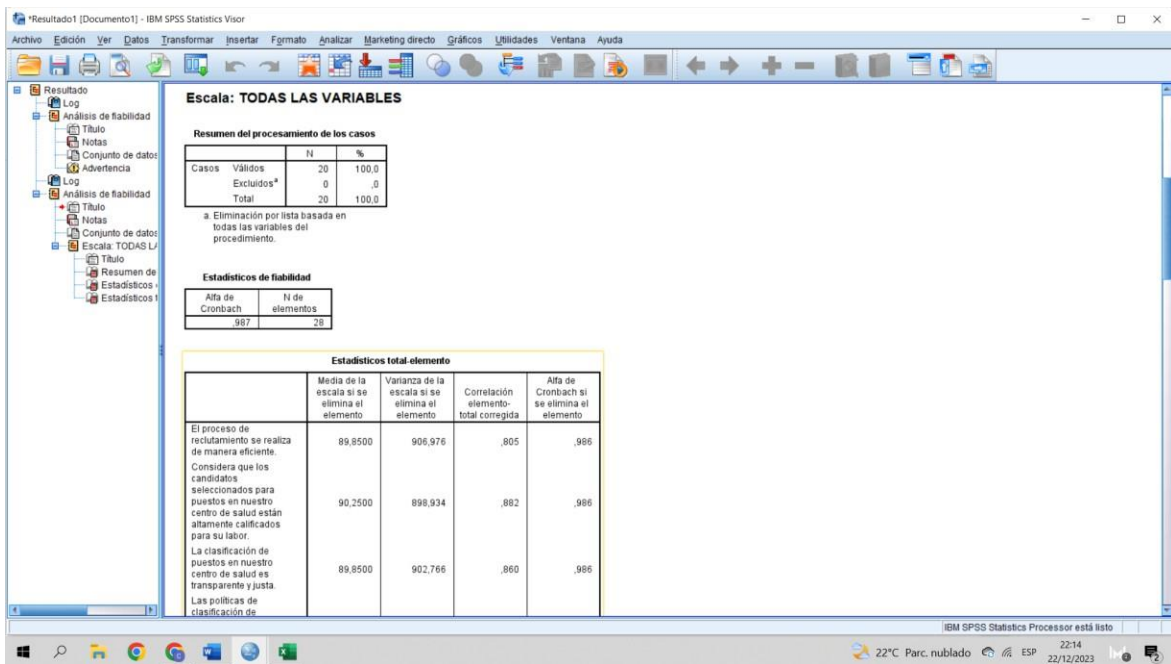 *Resultado1 [Documento1] - IBM SPSS Statistics Visor
Archivo Edición Ver Datos Transformar Insertar Formato Analizar Marketing directo Gráficos Utilidades Ventana Ayuda
Resultado
Log
Análisis de fiabilidad
Título
Notas
Conjunto de datos
Advertencia
Log
Análisis de fiabilidad
Título
Notas
Conjunto de datos
Escala: TODAS LA
Título
Resumen de
Estadísticos
Estadísticos
Escala: TODAS LAS VARIABLES
Resumen del procesamiento de los casos
N %
Casos Válidos 20 100,0
Excluidosª 0 ,0
Total 20 100,0
a. Eliminación por lista basada en
todas las variables del
procedimiento.
Estadísticos de fiabilidad
Alfa de N de
Cronbach elementos
,987 28
Estadísticos total-elemento
Media de la Varianza de la Alfa de
escala si se escala si se Correlación Cronbach si
elimina el elimina el elemento- se elimina el
elemento elemento total corregida elemento
El proceso de
reclutamiento se realiza 89,8500 906,976 ,805 ,986
de manera eficiente.
Considera que los
candidatos
seleccionados para
puestos en nuestro 90,2500 898,934 ,882 ,986
centro de salud están
altamente calificados
para su labor.
La clasificación de
puestos en nuestro 89,8500 902,766 ,860 ,986
centro de salud es
transparente y justa.
Las políticas de
clasificación de
IBM SPSS Statistics Processor está listo
22°C Parc. nublado ESP 22:14
22/12/2023